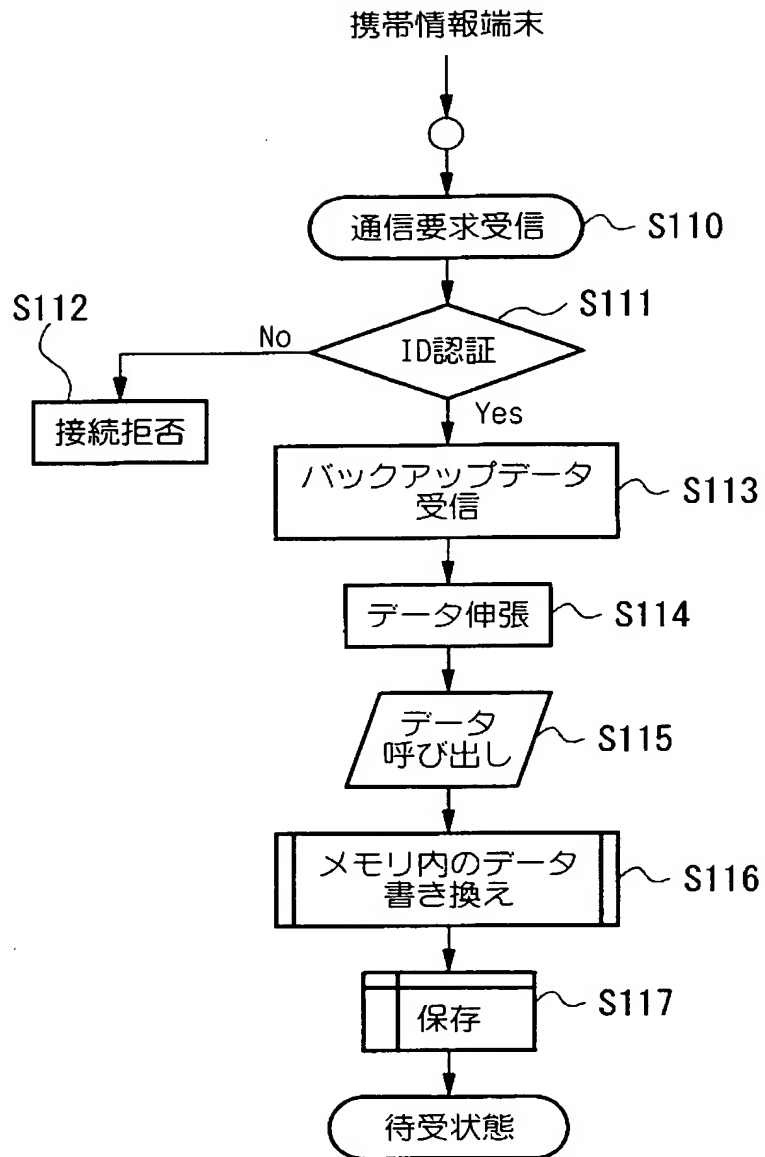 携帯情報端末
通信要求受信
S110
S111
ID認証
No
S112
接続拒否
Yes
バックアップデータ
受信
S113
データ伸張
S114
データ
呼び出し
S115
メモリ内のデータ
書き換え
S116
保存
S117
待受状態